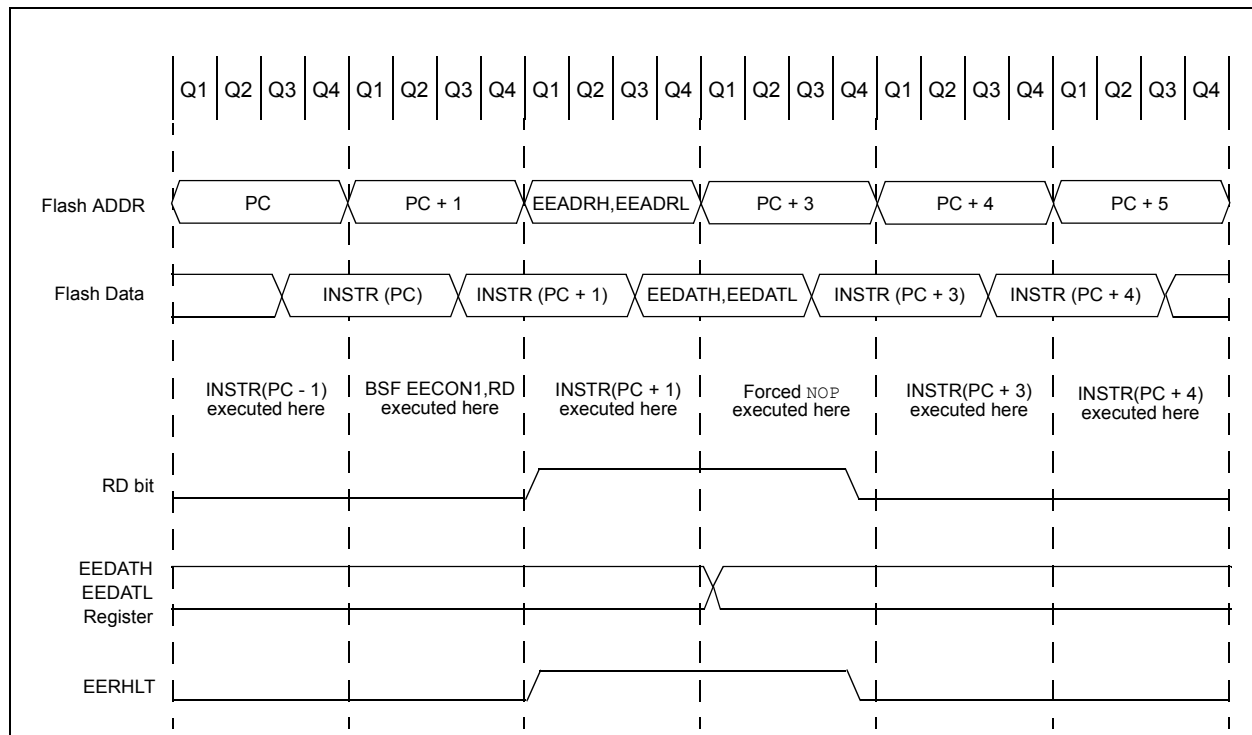 Q1 Q2 Q3 Q4 Q1 Q2 Q3 Q4 Q1 Q2 Q3 Q4 Q1 Q2 Q3 Q4 Q1 Q2 Q3 Q4 Q1 Q2 Q3 Q4
Flash ADDR PC PC + 1 EEADRH,EEADRL PC + 3 PC + 4 PC + 5
Flash Data INSTR (PC) INSTR (PC + 1) EEDATH,EEDATL INSTR (PC + 3) INSTR (PC + 4)
INSTR(PC - 1) BSF EECON1,RD INSTR(PC + 1) Forced NOP INSTR(PC + 3) INSTR(PC + 4)
executed here executed here executed here executed here executed here executed here
RD bit
EEDATH
EEDATL
Register
EERHLT